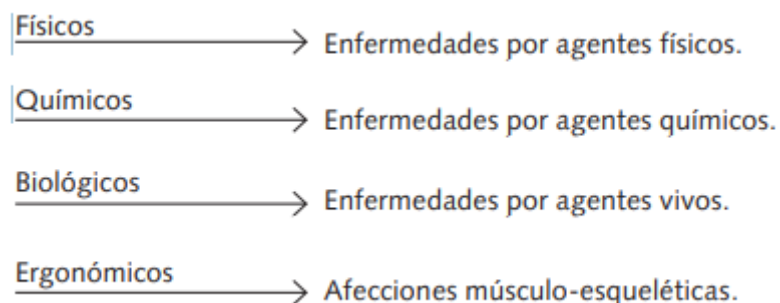 Físicos
Enfermedades por agentes físicos.
Químicos
Enfermedades por agentes químicos.
Biológicos
Enfermedades por agentes vivos.
Ergonómicos
Afecciones músculo-esqueléticas.